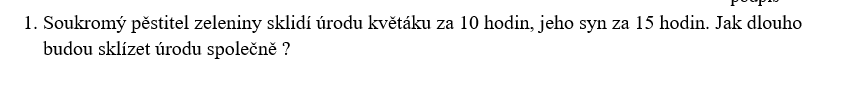 1. Soukromý pěstitel zeleniny sklidí úrodu květáku za 10 hodin, jeho syn za 15 hodin. Jak dlouho
budou sklízet úrodu společně ?